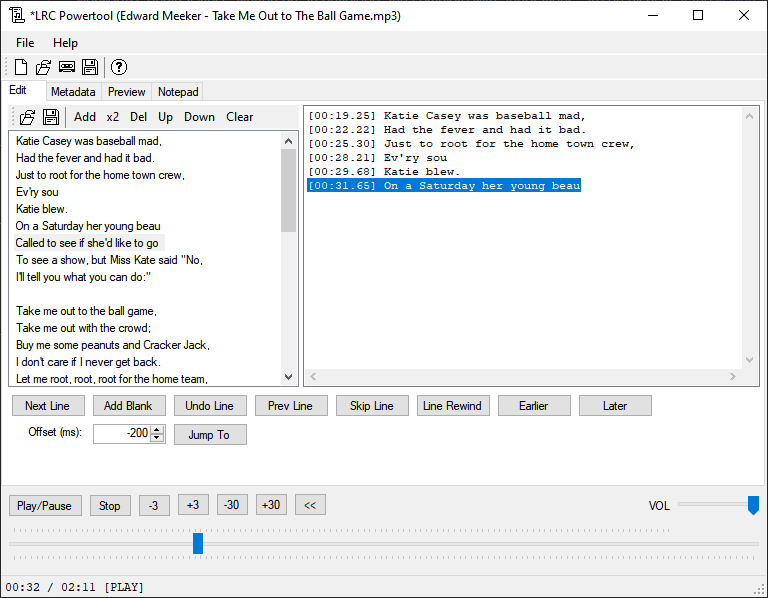 *LRC Powertool (Edward Meeker - Take Me Out to The Ball Game.mp3)
File Help
Edit Metadata Preview Notepad
Add x2 Del Up Down Clear
Katie Casey was baseball mad,
Had the fever and had it bad.
Just to root for the home town crew,
Ev'ry sou
Katie blew.
On a Saturday her young beau
Called to see if she'd like to go
To see a show, but Miss Kate said "No,
I'll tell you what you can do:"
Take me out to the ball game,
Take me out with the crowd;
Buy me some peanuts and Cracker Jack,
I don't care if I never get back.
Let me root, root, root for the home team,
[00:19.25] Katie Casey was baseball mad,
[00:22.22] Had the fever and had it bad.
[00:25.30] Just to root for the home town crew,
[00:28.21] Ev'ry sou
[00:29.68] Katie blew.
[00:31.65] On a Saturday her young beau
Next Line Add Blank Undo Line Prev Line Skip Line Line Rewind Earlier Later
Offset (ms): -200 Jump To
Play/Pause Stop -3 +3 -30 +30 << VOL
00:32 / 02:11 [PLAY]